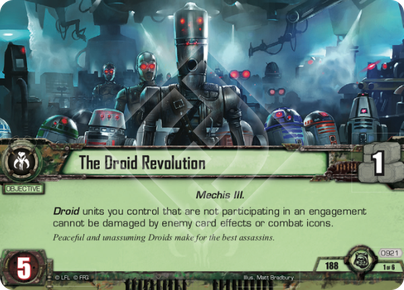 The Droid Revolution
1
OBJECTIVE
Mechis III.
Droid units you control that are not participating in an engagement
cannot be damaged by enemy card effects or combat icons.
Peaceful and unassuming Droids make for the best assassins.
5
© LFL © FFG
Illus. Matt Bradbury
188
0921
1 of 6